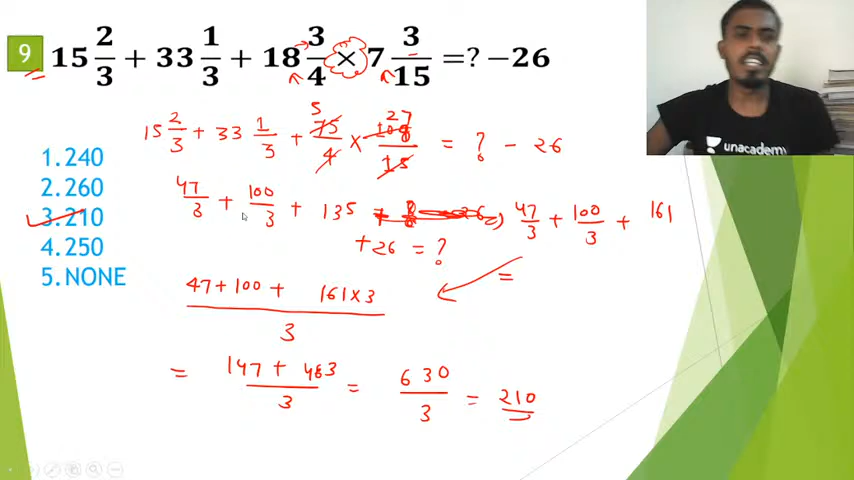 9 15 2/3 + 33 1/3 + 18 3/4 × 7 3/15 = ? − 26
15 2/3 + 33 1/3 + 75/4 × 108/15 = ? − 26
5
27
1. 240
2. 260
3. 210
4. 250
5. NONE
47/3 + 100/3 + 135
+ 26 = ?
47/3 + 100/3 + 161
=
47 + 100 + 161 × 3 / 3
= 147 + 483 / 3 = 630 / 3 = 210
unacademy